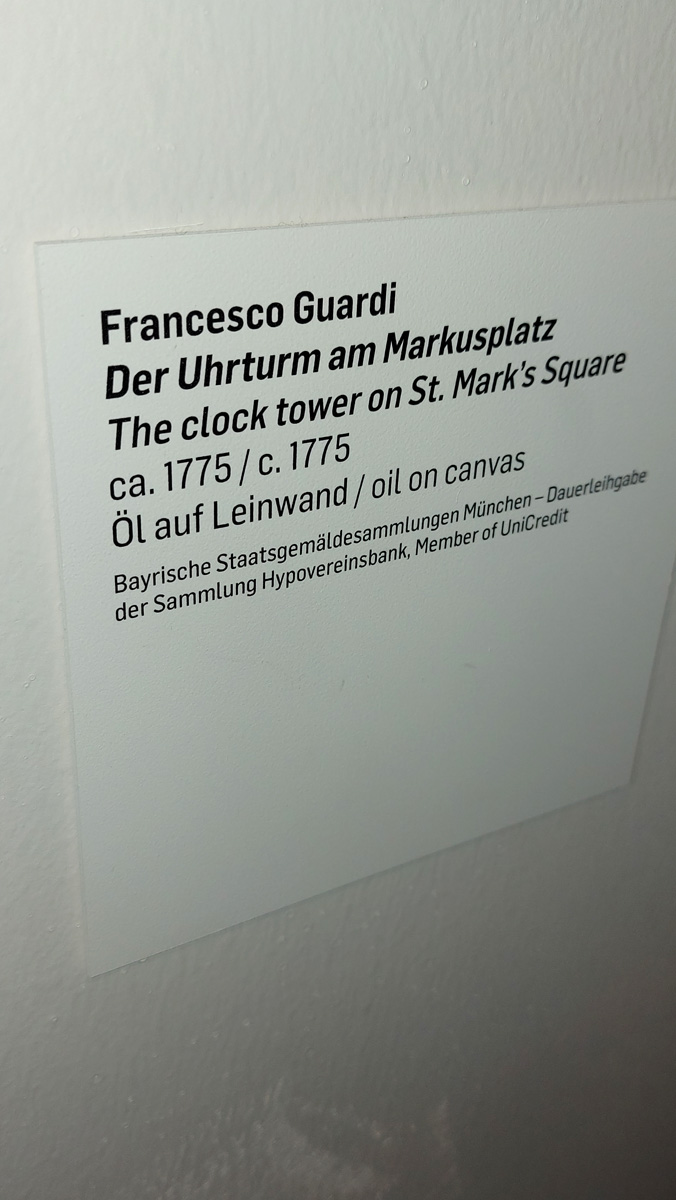 Francesco Guardi
Der Uhrturm am Markusplatz
The clock tower on St. Mark's Square
ca. 1775 / c. 1775
Öl auf Leinwand / oil on canvas
Bayrische Staatsgemäldesammlungen München – Dauerleihgabe
der Sammlung Hypovereinsbank, Member of UniCredit